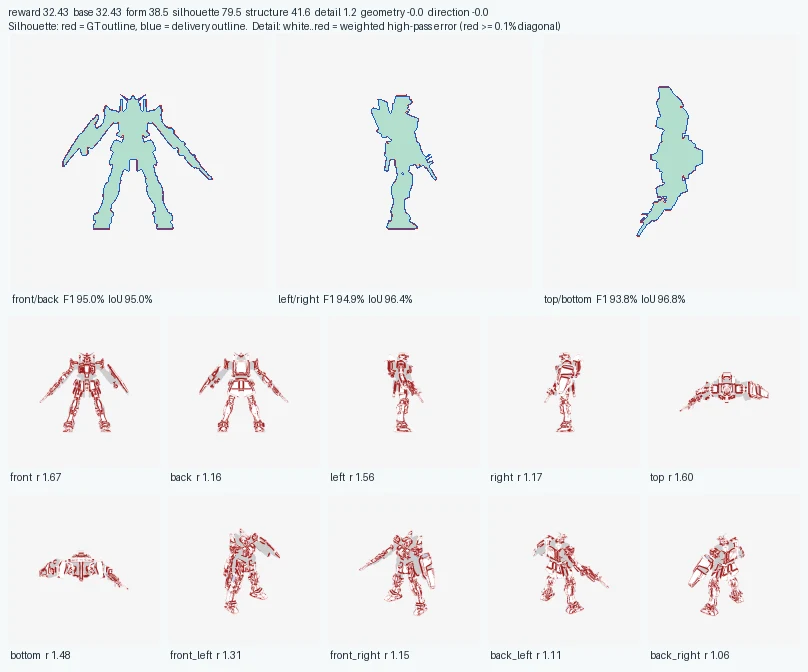 reward 32.43 base 32.43 form 38.5 silhouette 79.5 structure 41.6 detail 1.2 geometry -0.0 direction -0.0
Silhouette: red = GT outline, blue = delivery outline. Detail: white..red = weighted high-pass error (red >= 0.1% diagonal)
front/back F1 95.0% IoU 95.0%
left/right F1 94.9% IoU 96.4%
top/bottom F1 93.8% IoU 96.8%
front r 1.67
back r 1.16
left r 1.56
right r 1.17
top r 1.60
bottom r 1.48
front_left r 1.31
front_right r 1.15
back_left r 1.11
back_right r 1.06